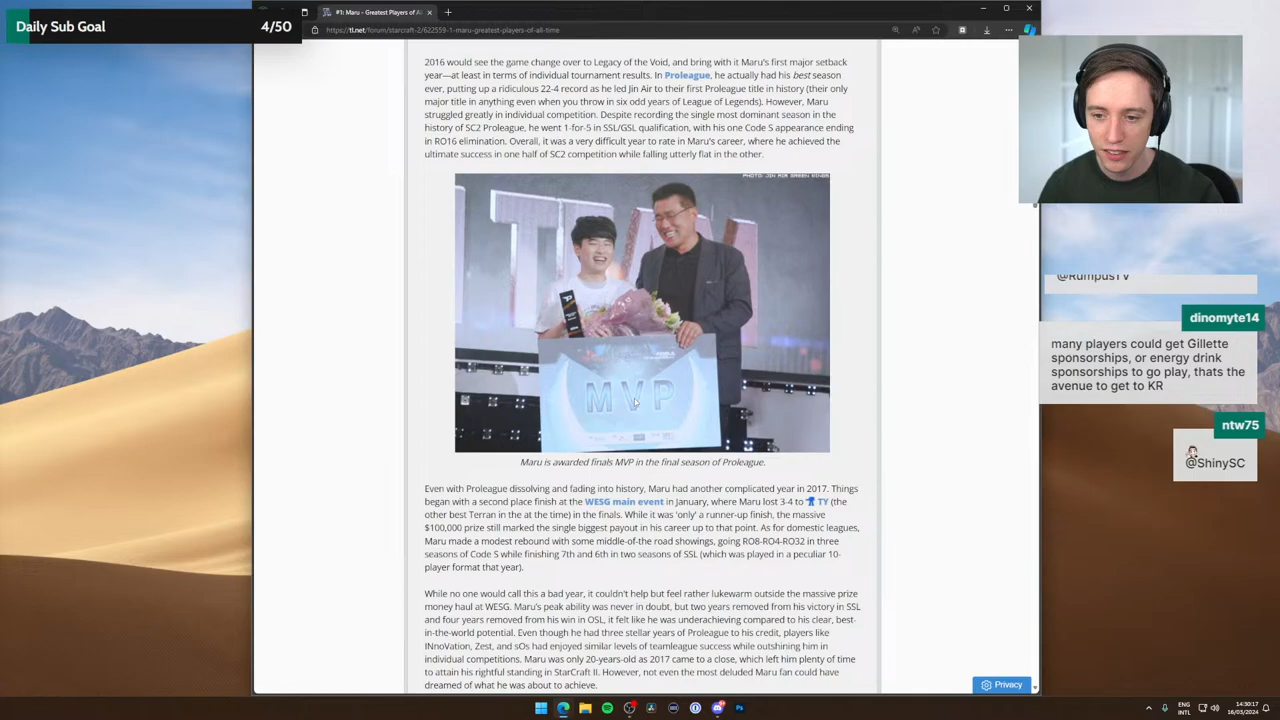 Daily Sub Goal 4/50
#1: Maru - Greatest Players of Al
https://tl.net/forum/starcraft-2/622559-1-maru-greatest-players-of-all-time
2016 would see the game change over to Legacy of the Void, and bring with it Maru's first major setback
year—at least in terms of individual tournament results. In Proleague, he actually had his best season
ever, putting up a ridiculous 22-4 record as he led Jin Air to their first Proleague title in history (their only
major title in anything even when you throw in six odd years of League of Legends). However, Maru
struggled greatly in individual competition. Despite recording the single most dominant season in the
history of SC2 Proleague, he went 1-for-5 in SSL/GSL qualification, with his one Code S appearance ending
in RO16 elimination. Overall, it was a very difficult year to rate in Maru's career, where he achieved the
ultimate success in one half of SC2 competition while falling utterly flat in the other.
PHOTO: JIN AIR GREEN WINGS
MVP
Maru is awarded finals MVP in the final season of Proleague.
Even with Proleague dissolving and fading into history, Maru had another complicated year in 2017. Things
began with a second place finish at the WESG main event in January, where Maru lost 3-4 to TY (the
other best Terran in the at the time) in the finals. While it was 'only' a runner-up finish, the massive
$100,000 prize still marked the single biggest payout in his career up to that point. As for domestic leagues,
Maru made a modest rebound with some middle-of-the road showings, going RO8-RO4-RO32 in three
seasons of Code S while finishing 7th and 6th in two seasons of SSL (which was played in a peculiar 10-
player format that year).
While no one would call this a bad year, it couldn't help but feel rather lukewarm outside the massive prize
money haul at WESG. Maru's peak ability was never in doubt, but two years removed from his victory in SSL
and four years removed from his win in OSL, it felt like he was underachieving compared to his clear, best-
in-the-world potential. Even though he had three stellar years of Proleague to his credit, players like
INnoVation, Zest, and sOs had enjoyed similar levels of teamleague success while outshining him in
individual competitions. Maru was only 20-years-old as 2017 came to a close, which left him plenty of time
to attain his rightful standing in StarCraft II. However, not even the most deluded Maru fan could have
dreamed of what he was about to achieve.
Privacy
@RumpusTV
dinomyte14
many players could get Gillette
sponsorships, or energy drink
sponsorships to go play, thats the
avenue to get to KR
ntw75
@ShinySC
ENG
INTL
14:30:17
16/03/2024